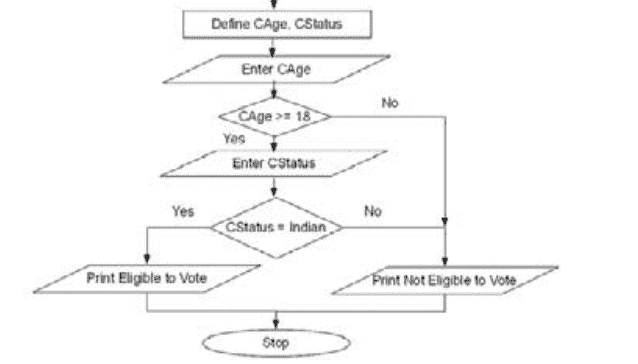 Define CAge, CStatus
Enter CAge
CAge >= 18
No
Yes
Enter CStatus
Yes
CStatus = Indian
No
Print Eligible to Vote
Print Not Eligible to Vote
Stop